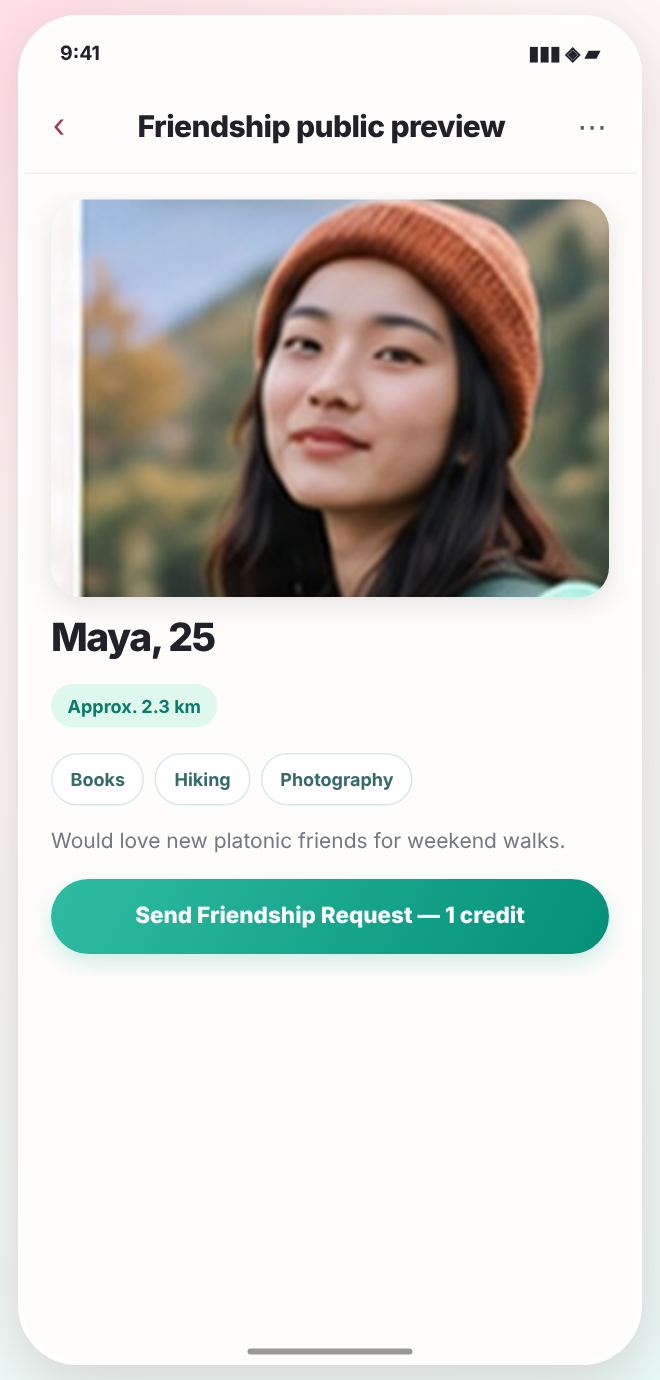 9:41
Friendship public preview
Maya, 25
Approx. 2.3 km
Books Hiking Photography
Would love new platonic friends for weekend walks.
Send Friendship Request — 1 credit